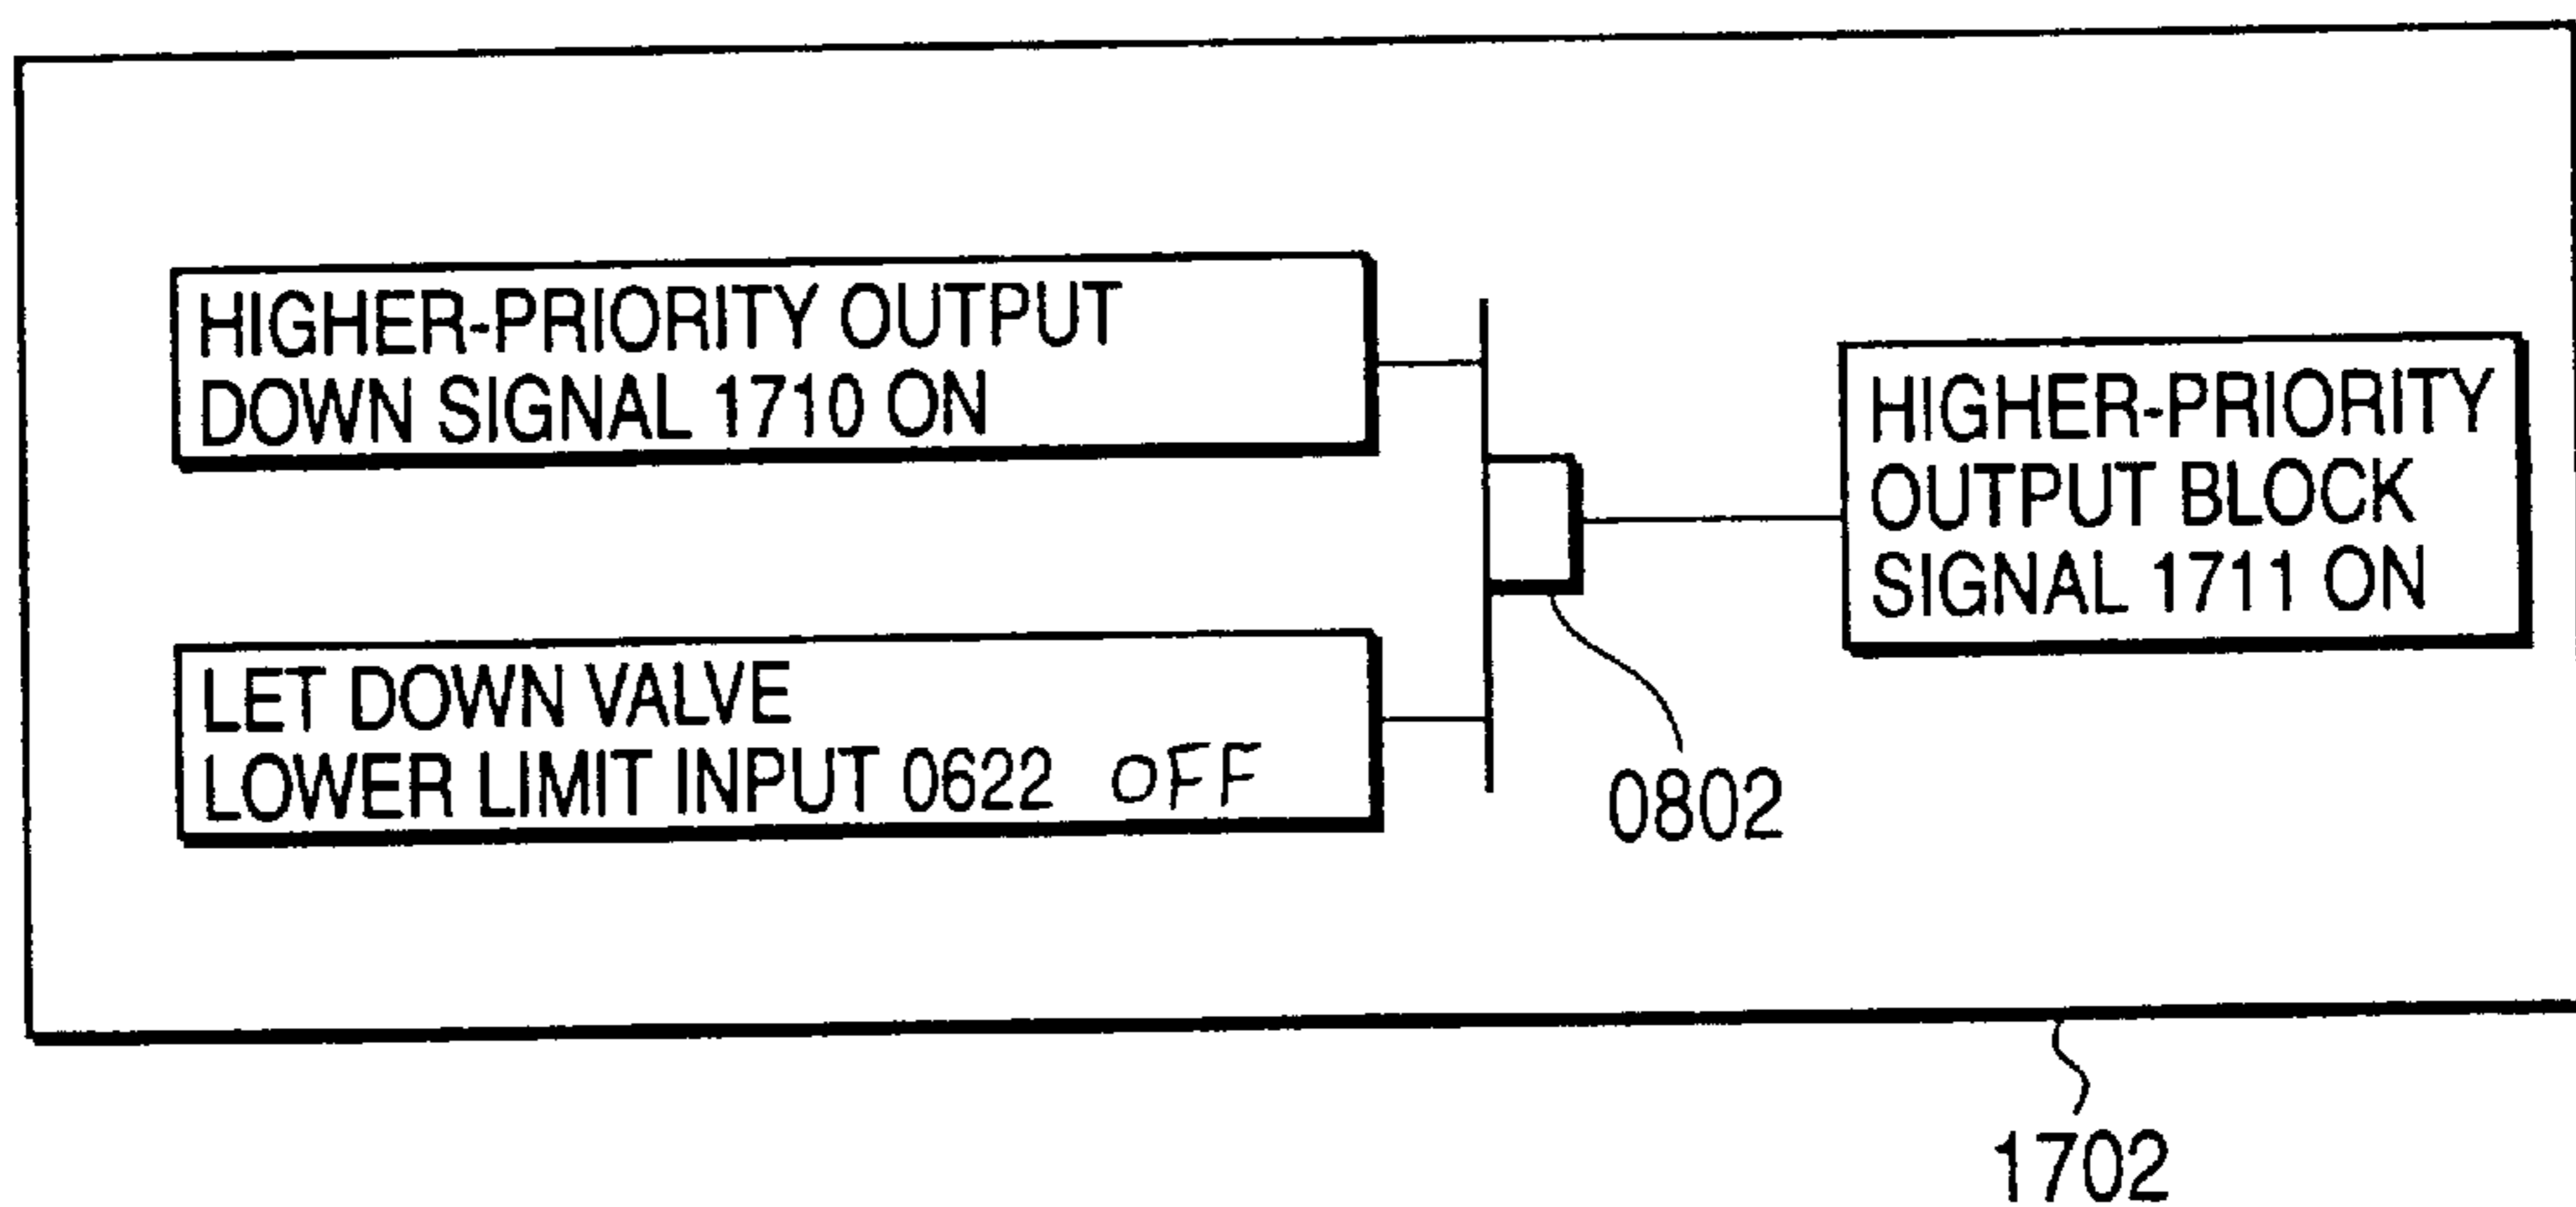 HIGHER-PRIORITY OUTPUT
DOWN SIGNAL 1710 ON
LET DOWN VALVE
LOWER LIMIT INPUT 0622 OFF
HIGHER-PRIORITY
OUTPUT BLOCK
SIGNAL 1711 ON
0802
1702